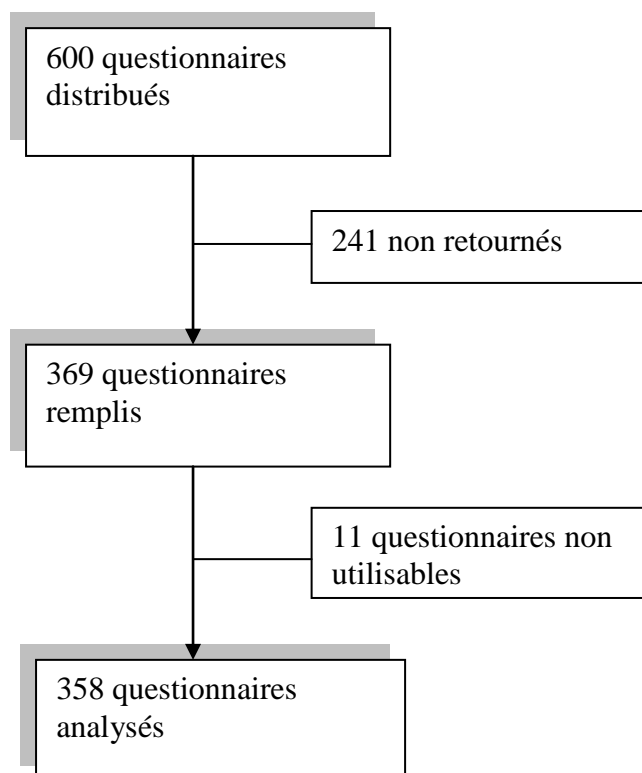 600 questionnaires
distribués
241 non retournés
369 questionnaires
remplis
11 questionnaires non
utilisables
358 questionnaires
analysés